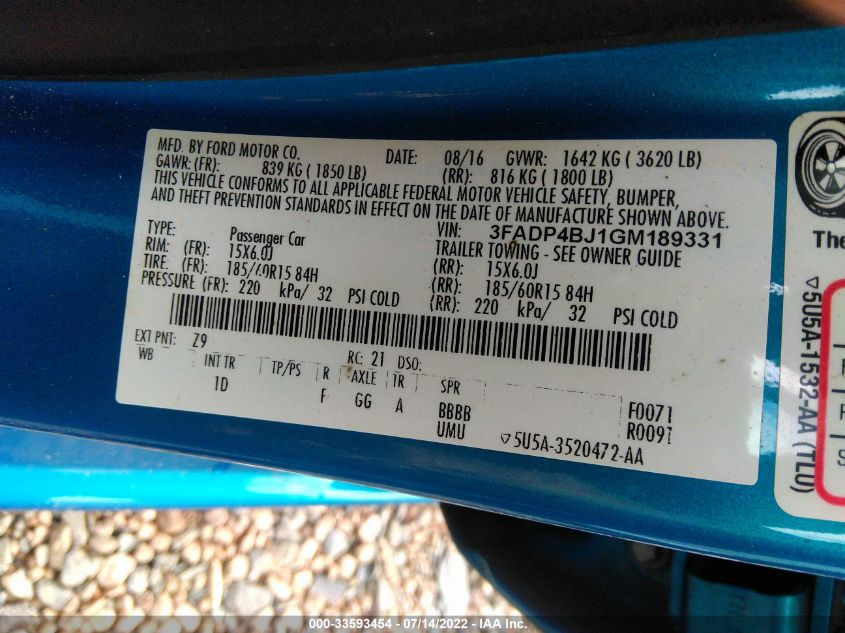 MFD. BY FORD MOTOR CO. DATE: 08/16 GVWR: 1642 KG ( 3620 LB)
GAWR: (FR): 839 KG ( 1850 LB) (RR): 816 KG ( 1800 LB)
THIS VEHICLE CONFORMS TO ALL APPLICABLE FEDERAL MOTOR VEHICLE SAFETY, BUMPER,
AND THEFT PREVENTION STANDARDS IN EFFECT ON THE DATE OF MANUFACTURE SHOWN ABOVE.
VIN: 3FADP4BJ1GM189331
TYPE: Passenger Car TRAILER TOWING - SEE OWNER GUIDE
RIM: (FR): 15X6.0J (RR): 15X6.0J
TIRE: (FR): 185/60R15 84H (RR): 185/60R15 84H
PRESSURE: (FR): 220 kPa/ 32 PSI COLD (RR): 220 kPa/ 32 PSI COLD
EXT PNT: Z9 RC: 21 DSO:
WB INT TR TP/PS R AXLE TR SPR
1D F GG A BBBB F0071
UMU R0091
▽5U5A-3520472-AA
The
▽5U5A-1532-AA (TLU)
F
F
S
000-33593454 - 07/14/2022 - IAA Inc.